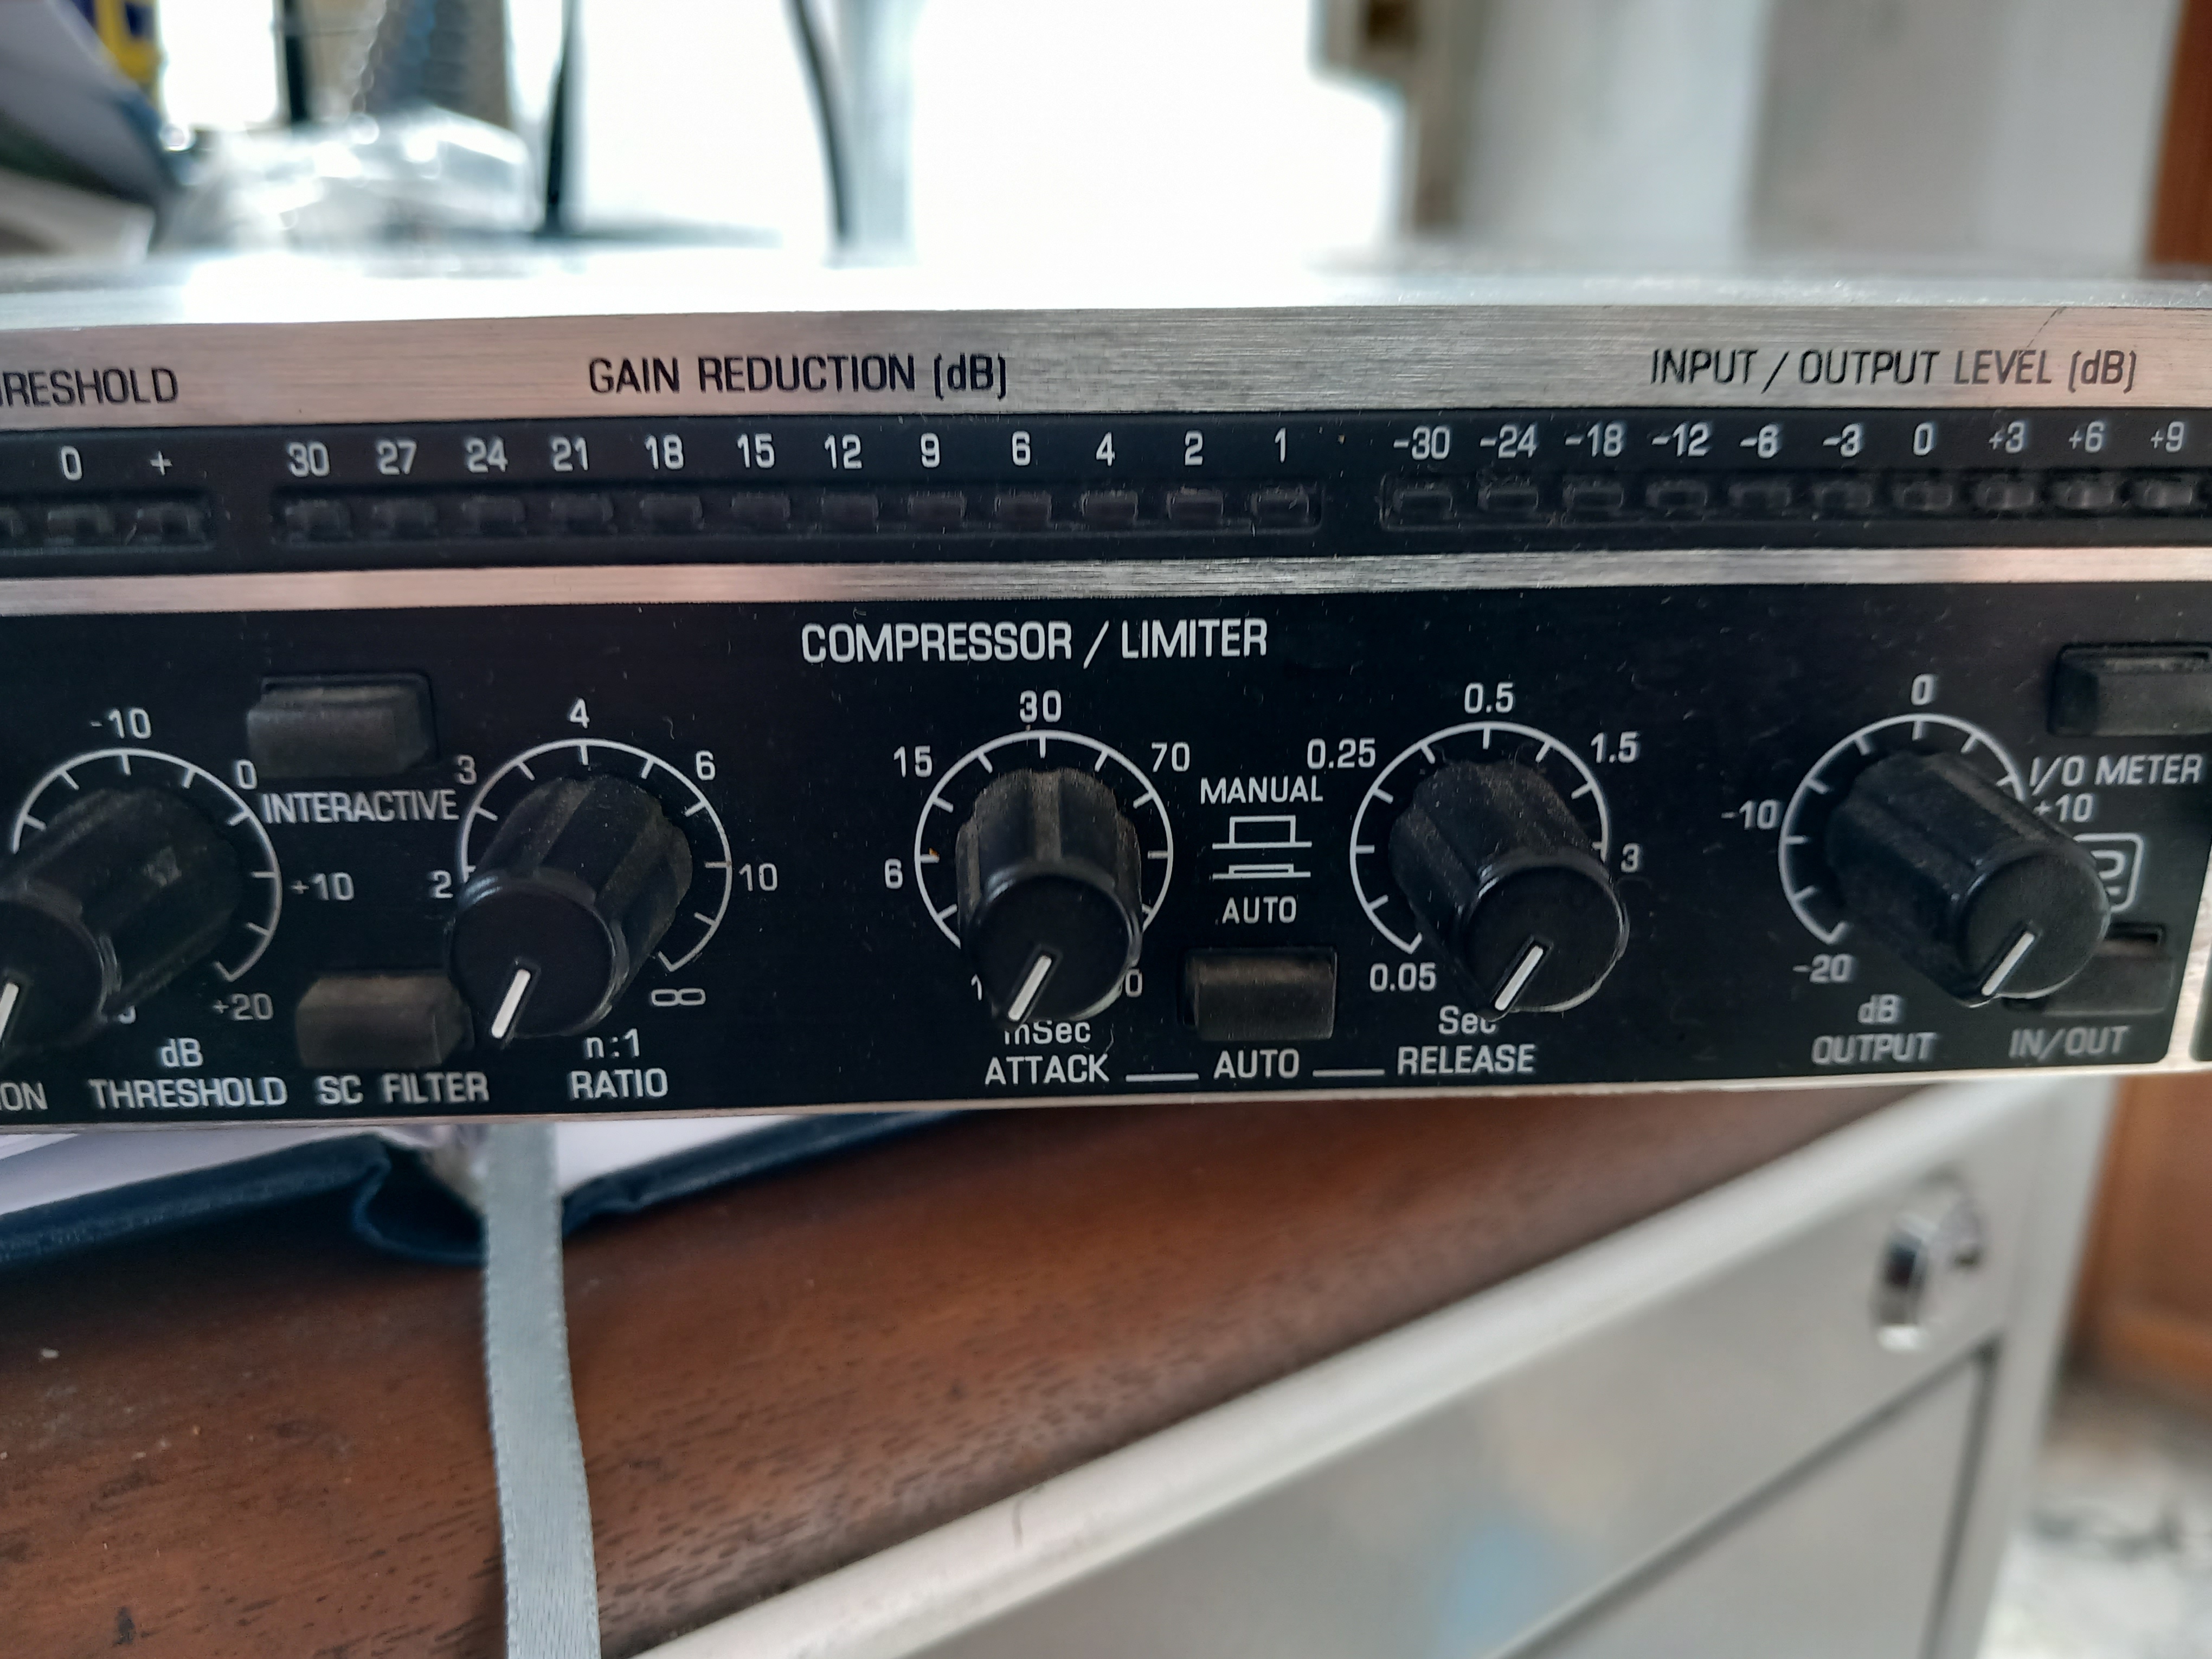 RESHOLD GAIN REDUCTION (dB) INPUT / OUTPUT LEVEL (dB)
0 + 30 27 24 21 18 15 12 9 6 4 2 1 -30 -24 -18 -12 -6 -3 0 +3 +6 +9
COMPRESSOR / LIMITER
-10 0 +10 +20
dB
THRESHOLD
INTERACTIVE
SC FILTER
2 3 4 6 10 ∞
n:1
RATIO
6 15 30 70
mSec
ATTACK
MANUAL
AUTO
AUTO
0.05 0.25 0.5 1.5 3
Sec
RELEASE
-20 -10 0 +10
dB
OUTPUT
I/O METER
IN/OUT